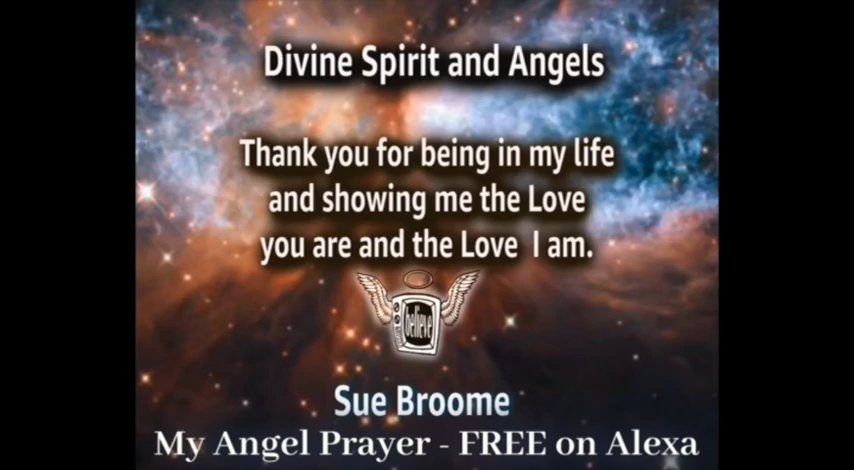 Divine Spirit and Angels
Thank you for being in my life
and showing me the Love
you are and the Love I am.
believe
Sue Broome
My Angel Prayer - FREE on Alexa